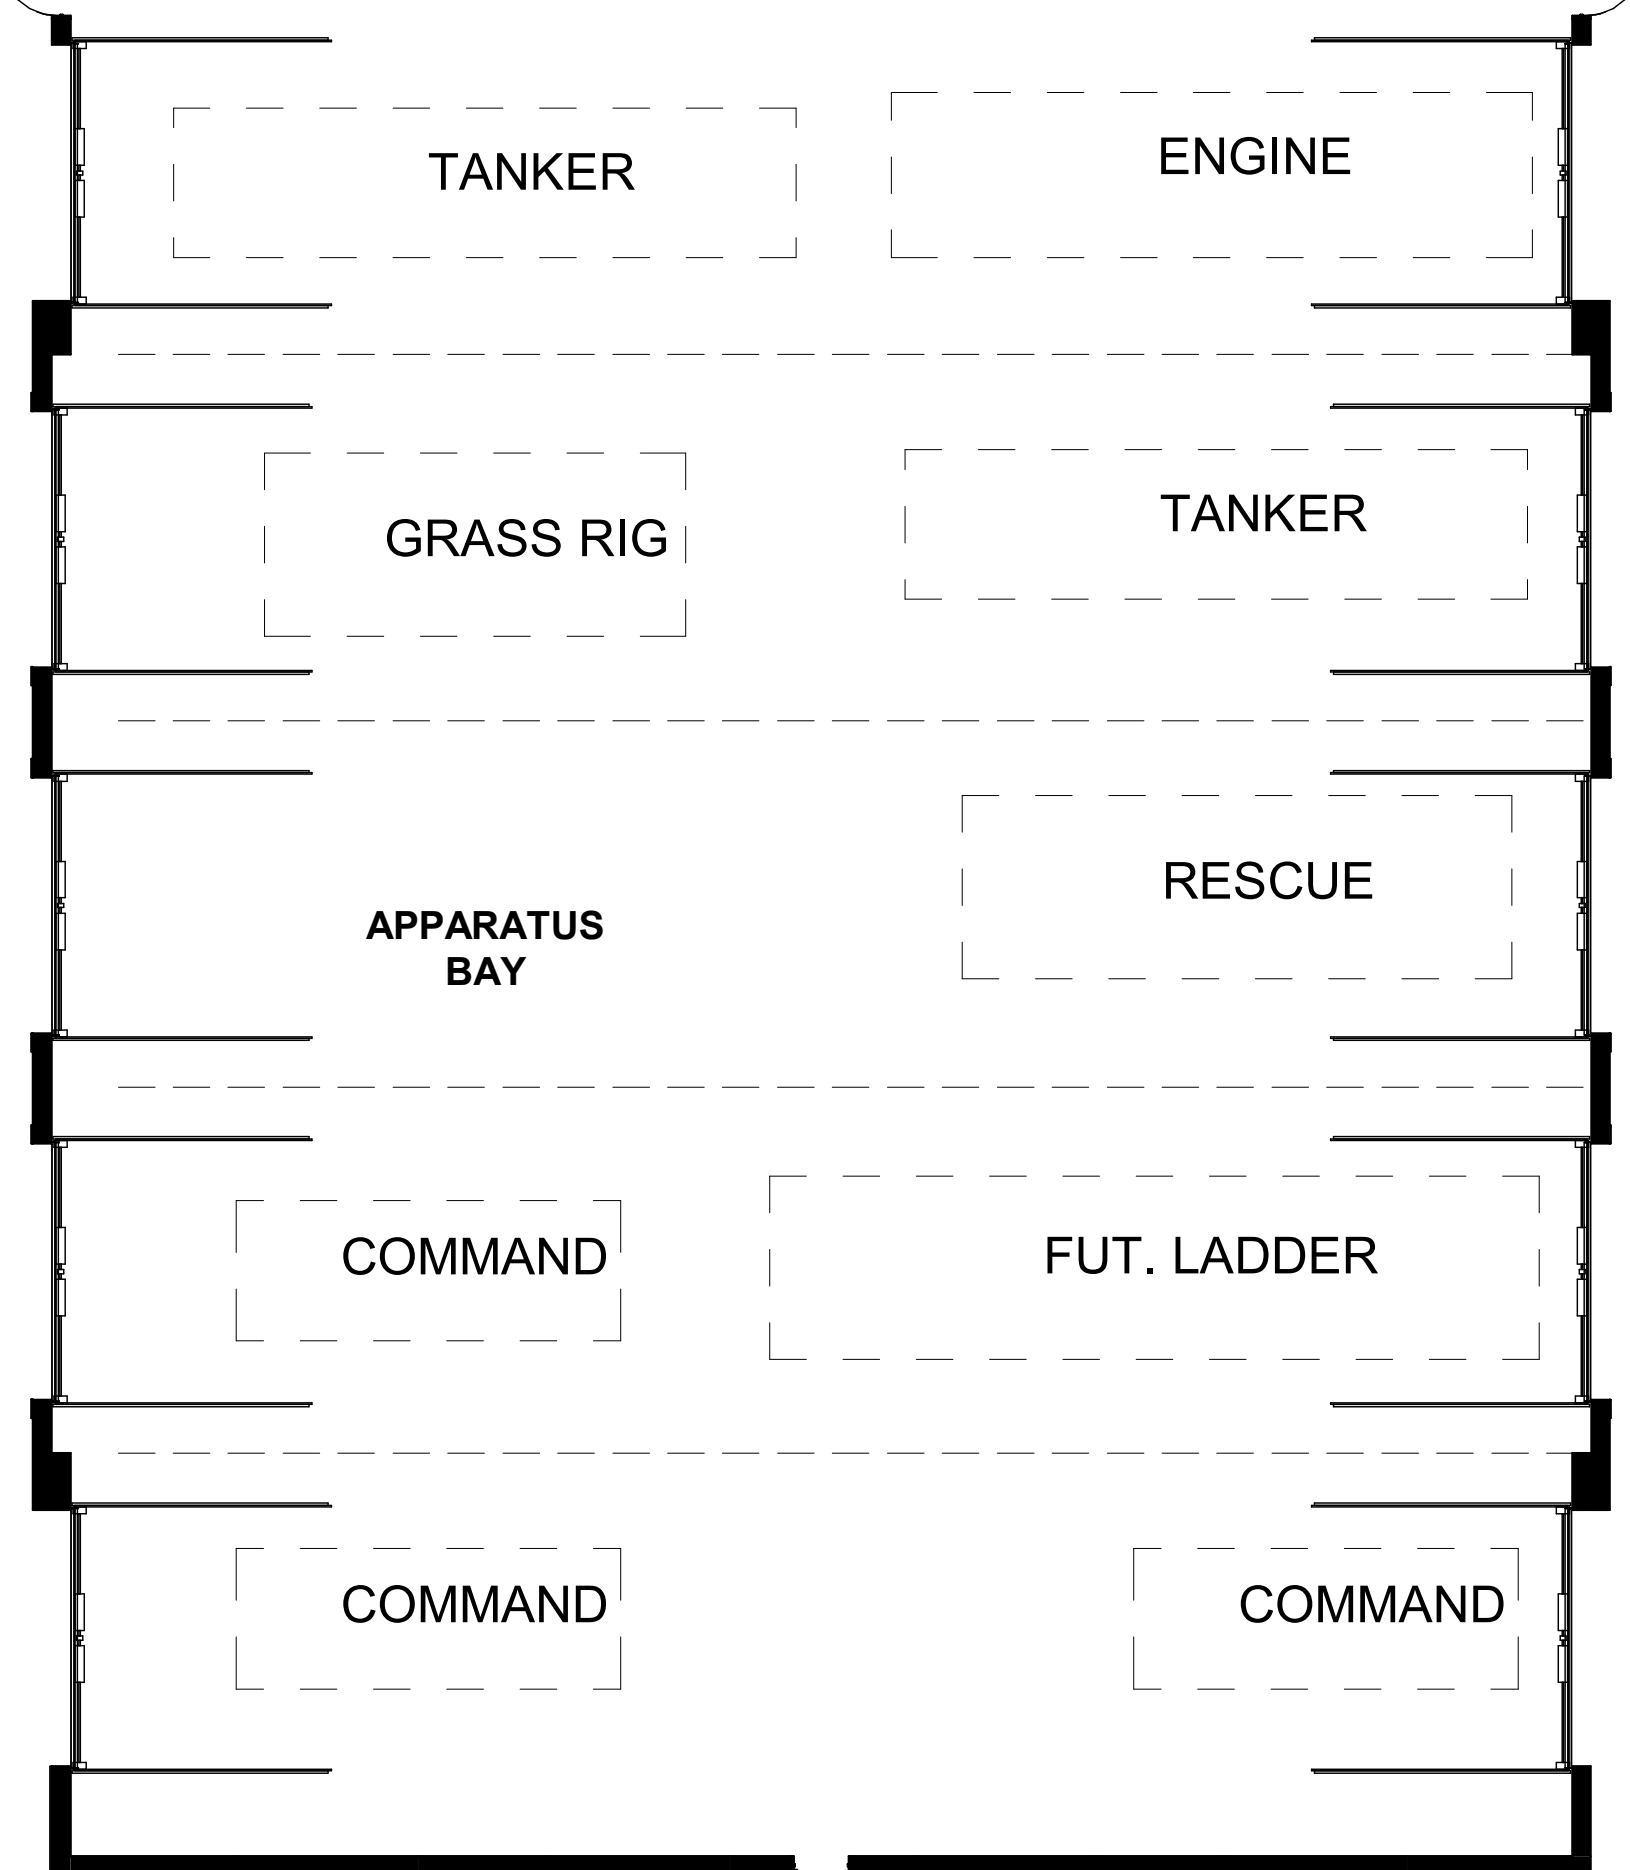 TANKER
ENGINE
GRASS RIG
TANKER
RESCUE
APPARATUS
BAY
COMMAND
FUT. LADDER
COMMAND
COMMAND